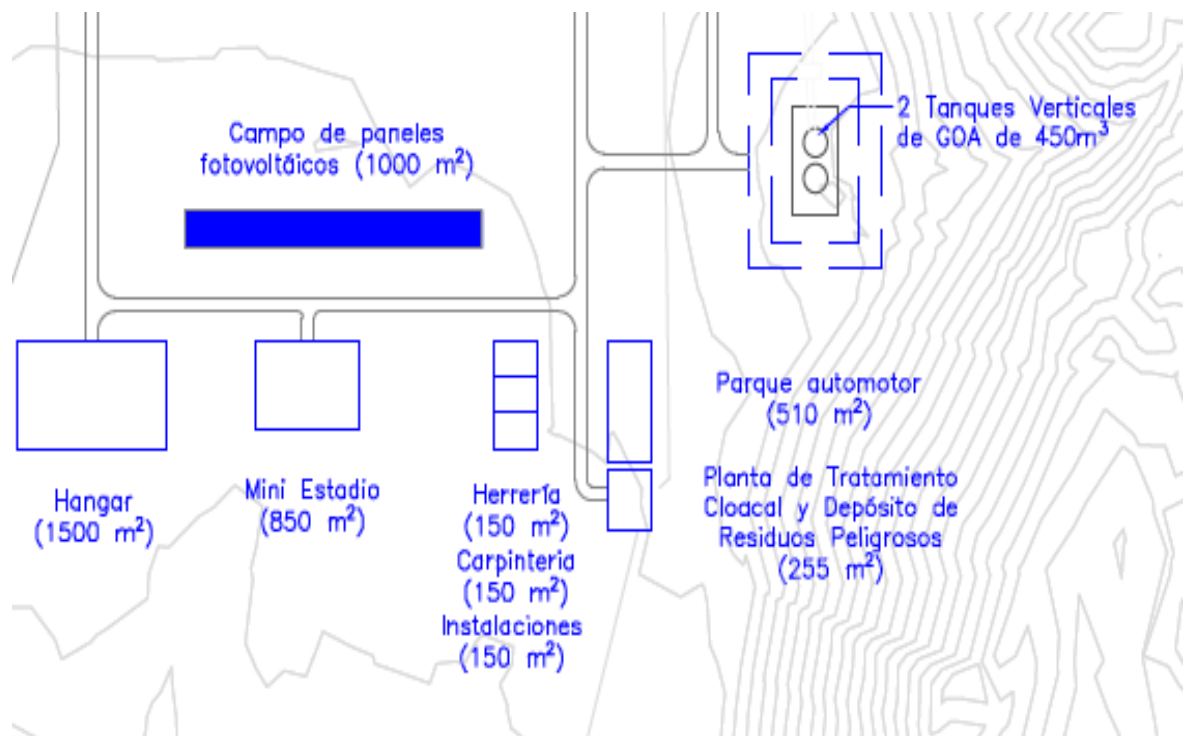 Campo de paneles
fotovoltáicos (1000 m²)
2 Tanques Verticales
de GOA de 450m³
Hangar
(1500 m²)
Mini Estadio
(850 m²)
Herrería
(150 m²)
Carpinteria
(150 m²)
Instalaciones
(150 m²)
Parque automotor
(510 m²)
Planta de Tratamiento
Cloacal y Depósito de
Residuos Peligrosos
(255 m²)